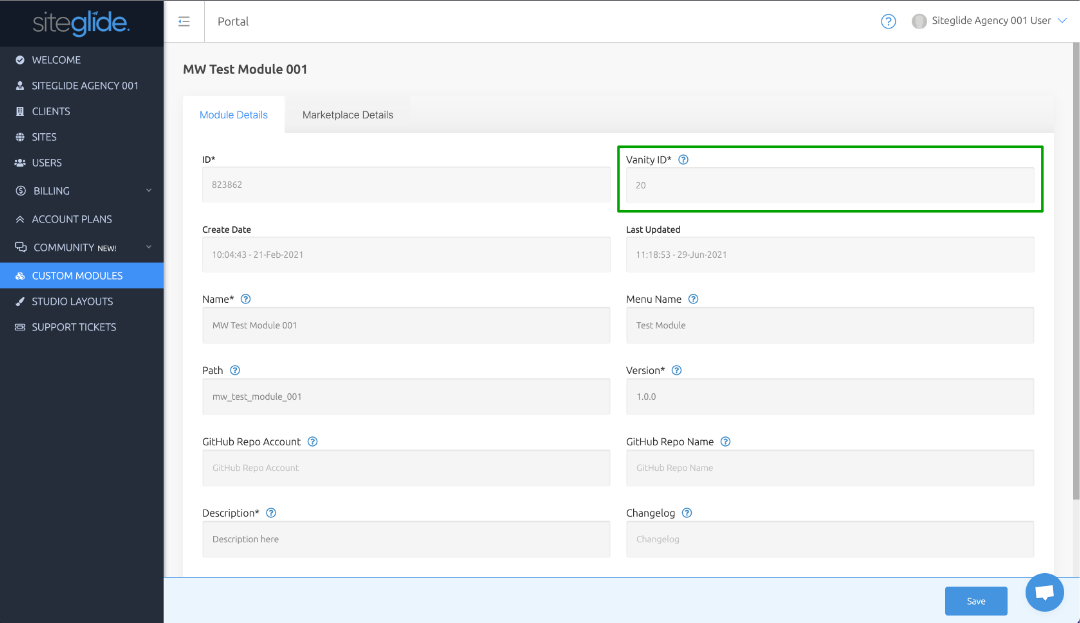 siteglide.
Portal
Siteglide Agency 001 User
WELCOME
SITEGLIDE AGENCY 001
CLIENTS
SITES
USERS
BILLING
ACCOUNT PLANS
COMMUNITY NEW!
CUSTOM MODULES
STUDIO LAYOUTS
SUPPORT TICKETS
MW Test Module 001
Module Details
Marketplace Details
ID*
823862
Vanity ID*
20
Create Date
10:04:43 - 21-Feb-2021
Last Updated
11:18:53 - 29-Jun-2021
Name*
MW Test Module 001
Menu Name
Test Module
Path
mw_test_module_001
Version*
1.0.0
GitHub Repo Account
GitHub Repo Account
GitHub Repo Name
GitHub Repo Name
Description*
Description here
Changelog
Changelog
Save